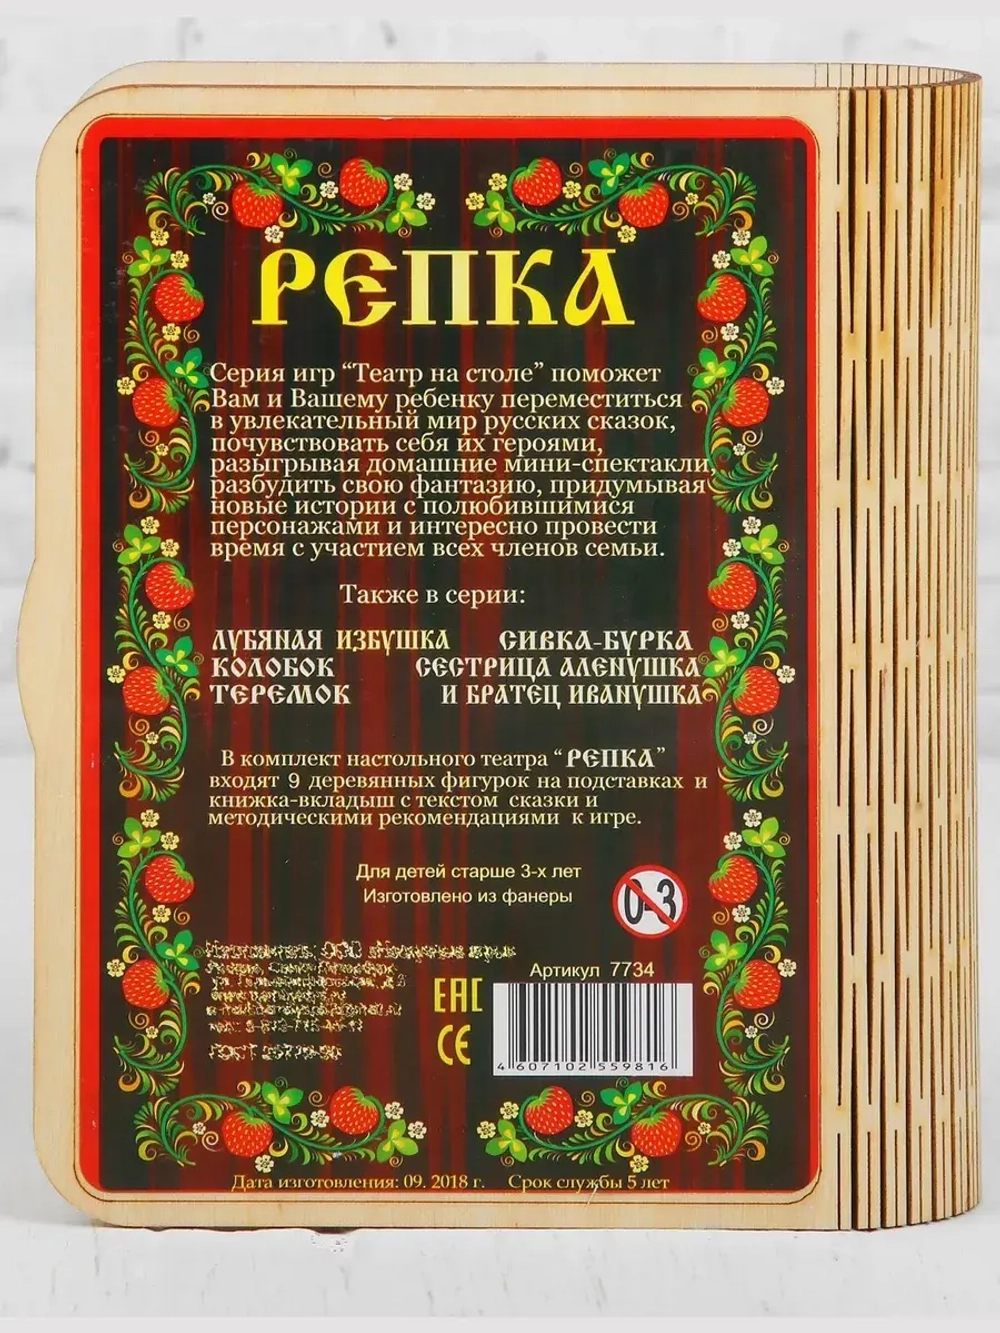 РЕПКА
Серия игр “Театр на столе” поможет
Вам и Вашему ребенку переместиться
в увлекательный мир русских сказок,
почувствовать себя их героями,
разыгрывая домашние мини-спектакли,
разбудить свою фантазию, придумывая
новые истории с полюбившимися
персонажами и интересно провести
время с участием всех членов семьи.
Также в серии:
ЛУБЯНАЯ ИЗБУШКА СИВКА-БУРКА
КОЛОБОК СЕСТРИЦА АЛЕНУШКА
ТЕРЕМОК И БРАТЕЦ ИВАНУШКА
В комплект настольного театра “РЕПКА”
входят 9 деревянных фигурок на подставках и
книжка-вкладыш с текстом сказки и
методическими рекомендациями к игре.
Для детей старше 3-х лет
Изготовлено из фанеры
0-3
Артикул 7734
EAC
CE
4 607102 559816
Дата изготовления: 09. 2018 г. Срок службы 5 лет